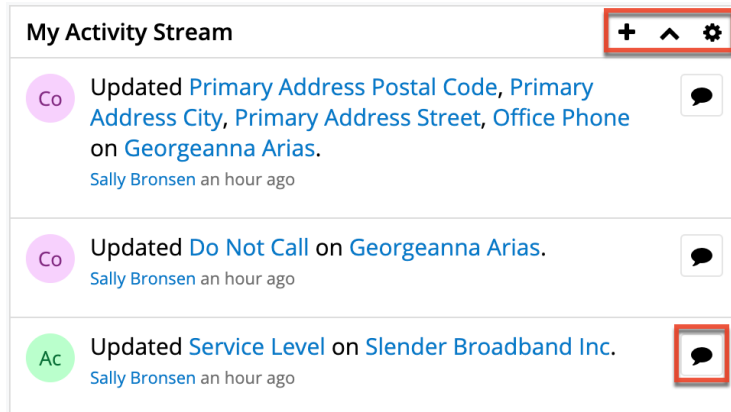 My Activity Stream
Co
Updated Primary Address Postal Code, Primary
Address City, Primary Address Street, Office Phone
on Georgeanna Arias.
Sally Bronsen an hour ago
Co
Updated Do Not Call on Georgeanna Arias.
Sally Bronsen an hour ago
Ac
Updated Service Level on Slender Broadband Inc.
Sally Bronsen an hour ago